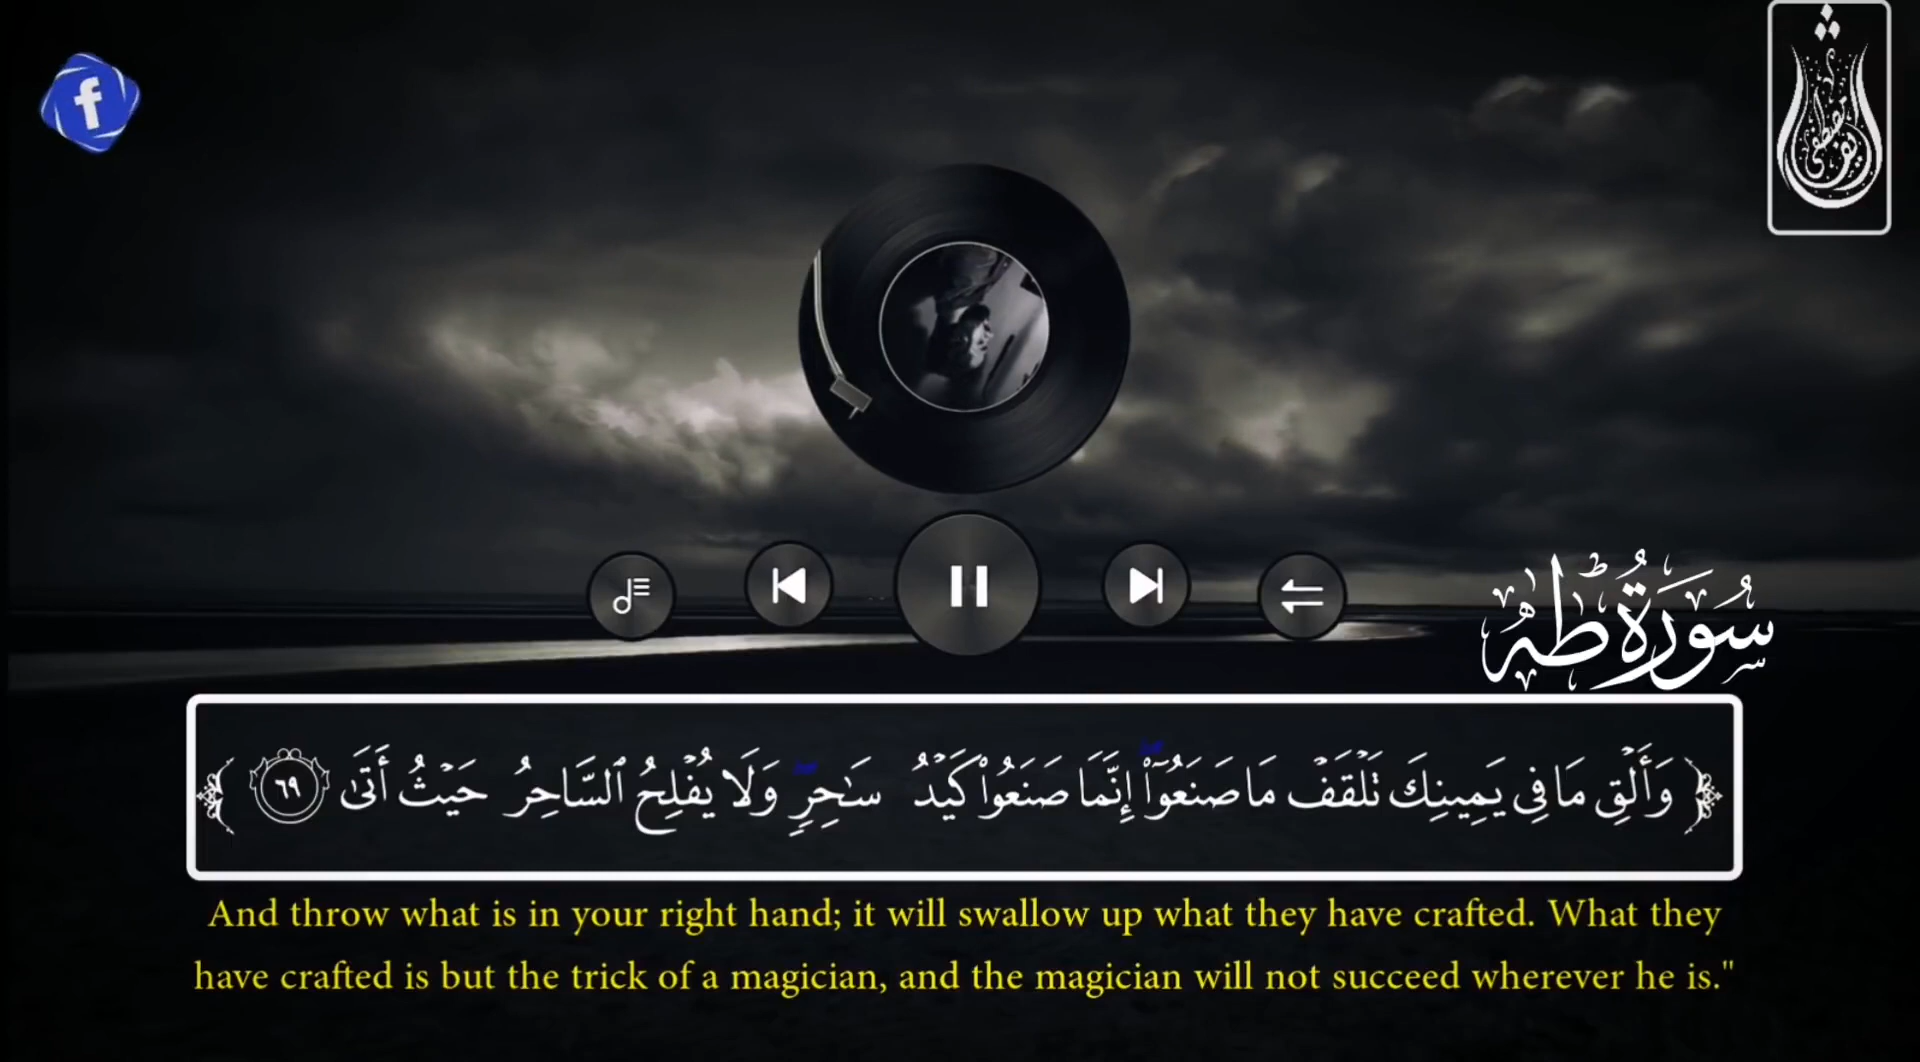 f
سُورَةُ طه
وَأَلْقِ مَا فِي يَمِينِكَ تَلْقَفْ مَا صَنَعُوٓا۟ ۖ إِنَّمَا صَنَعُوا۟ كَيْدُ سَٰحِرٍ ۖ وَلَا يُفْلِحُ ٱلسَّاحِرُ حَيْثُ أَتَىٰ ٦٩
And throw what is in your right hand; it will swallow up what they have crafted. What they
have crafted is but the trick of a magician, and the magician will not succeed wherever he is."